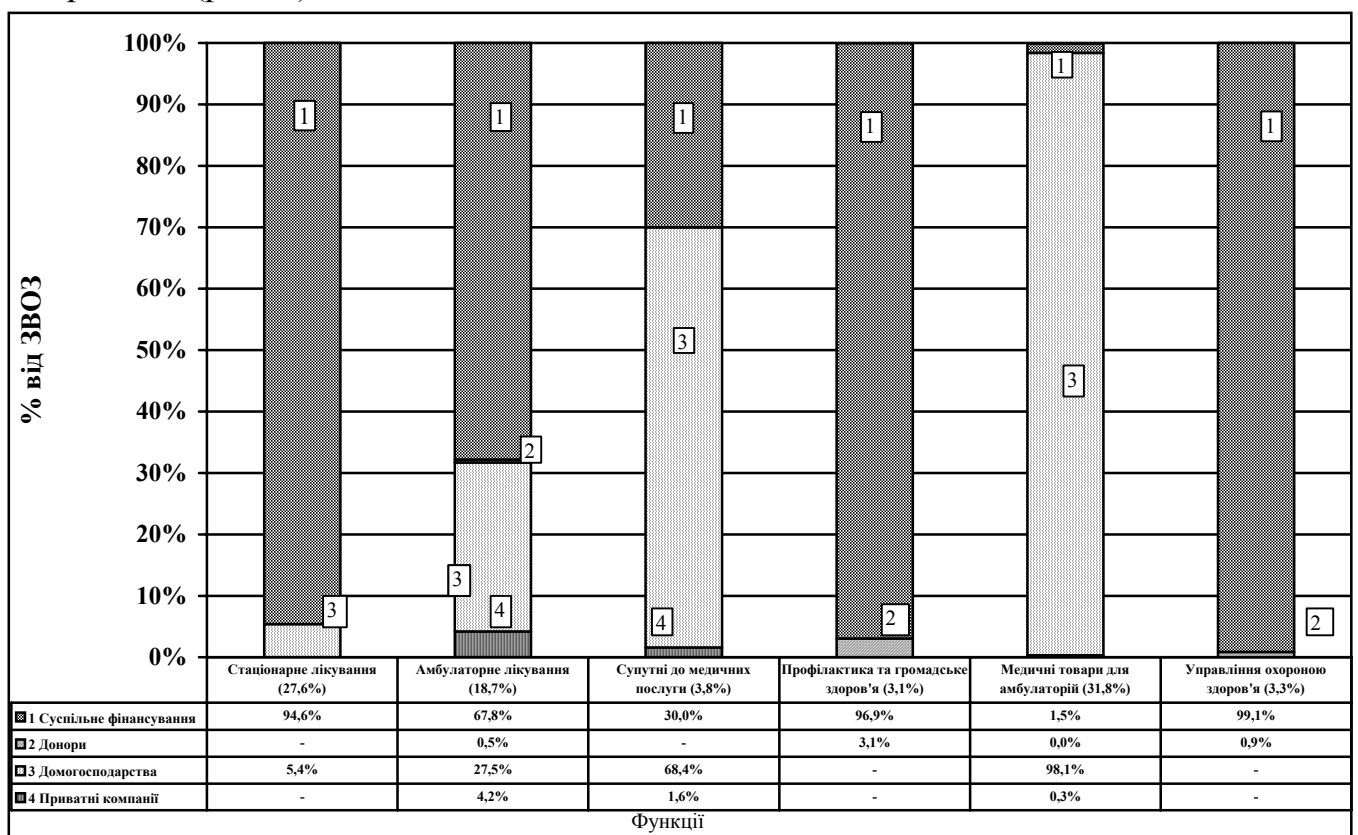 100%
90%
80%
70%
60%
50%
40%
30%
20%
10%
0%
% від ЗВОЗ
1
1
1
1
1
1
3
3
2
3
3
4
4
2
2
Стаціонарне лікування (27,6%)
Амбулаторне лікування (18,7%)
Супутні до медичних послуги (3,8%)
Профілактика та громадське здоров'я (3,1%)
Медичні товари для амбулаторій (31,8%)
Управління охороною здоров'я (3,3%)
1 Суспільне фінансування 94,6% 67,8% 30,0% 96,9% 1,5% 99,1%
2 Донори - 0,5% - 3,1% 0,0% 0,9%
3 Домогосподарства 5,4% 27,5% 68,4% - 98,1% -
4 Приватні компанії - 4,2% 1,6% - 0,3% -
Функції